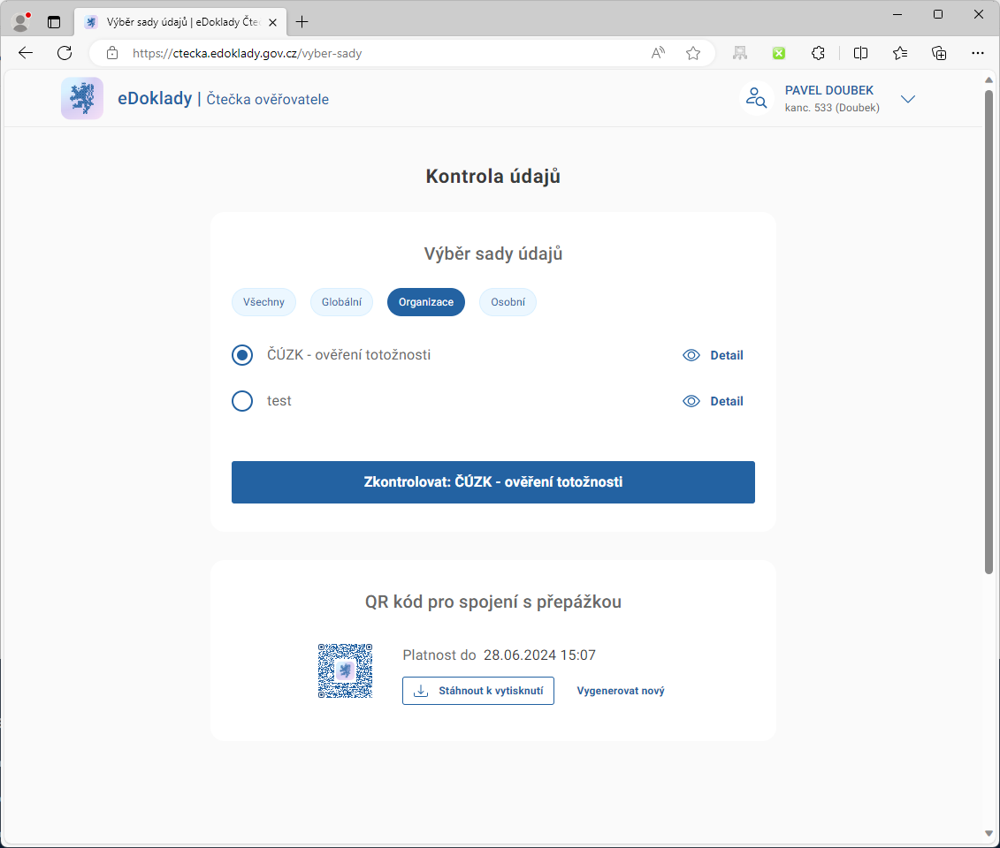 Výběr sady údajů | eDoklady Čte
https://ctecka.edoklady.gov.cz/vyber-sady
eDoklady | Čtečka ověřovatele
PAVEL DOUBEK
kanc. 533 (Doubek)
Kontrola údajů
Výběr sady údajů
Všechny
Globální
Organizace
Osobní
ČÚZK - ověření totožnosti
Detail
test
Detail
Zkontrolovat: ČÚZK - ověření totožnosti
QR kód pro spojení s přepážkou
Platnost do 28.06.2024 15:07
Stáhnout k vytisknutí
Vygenerovat nový